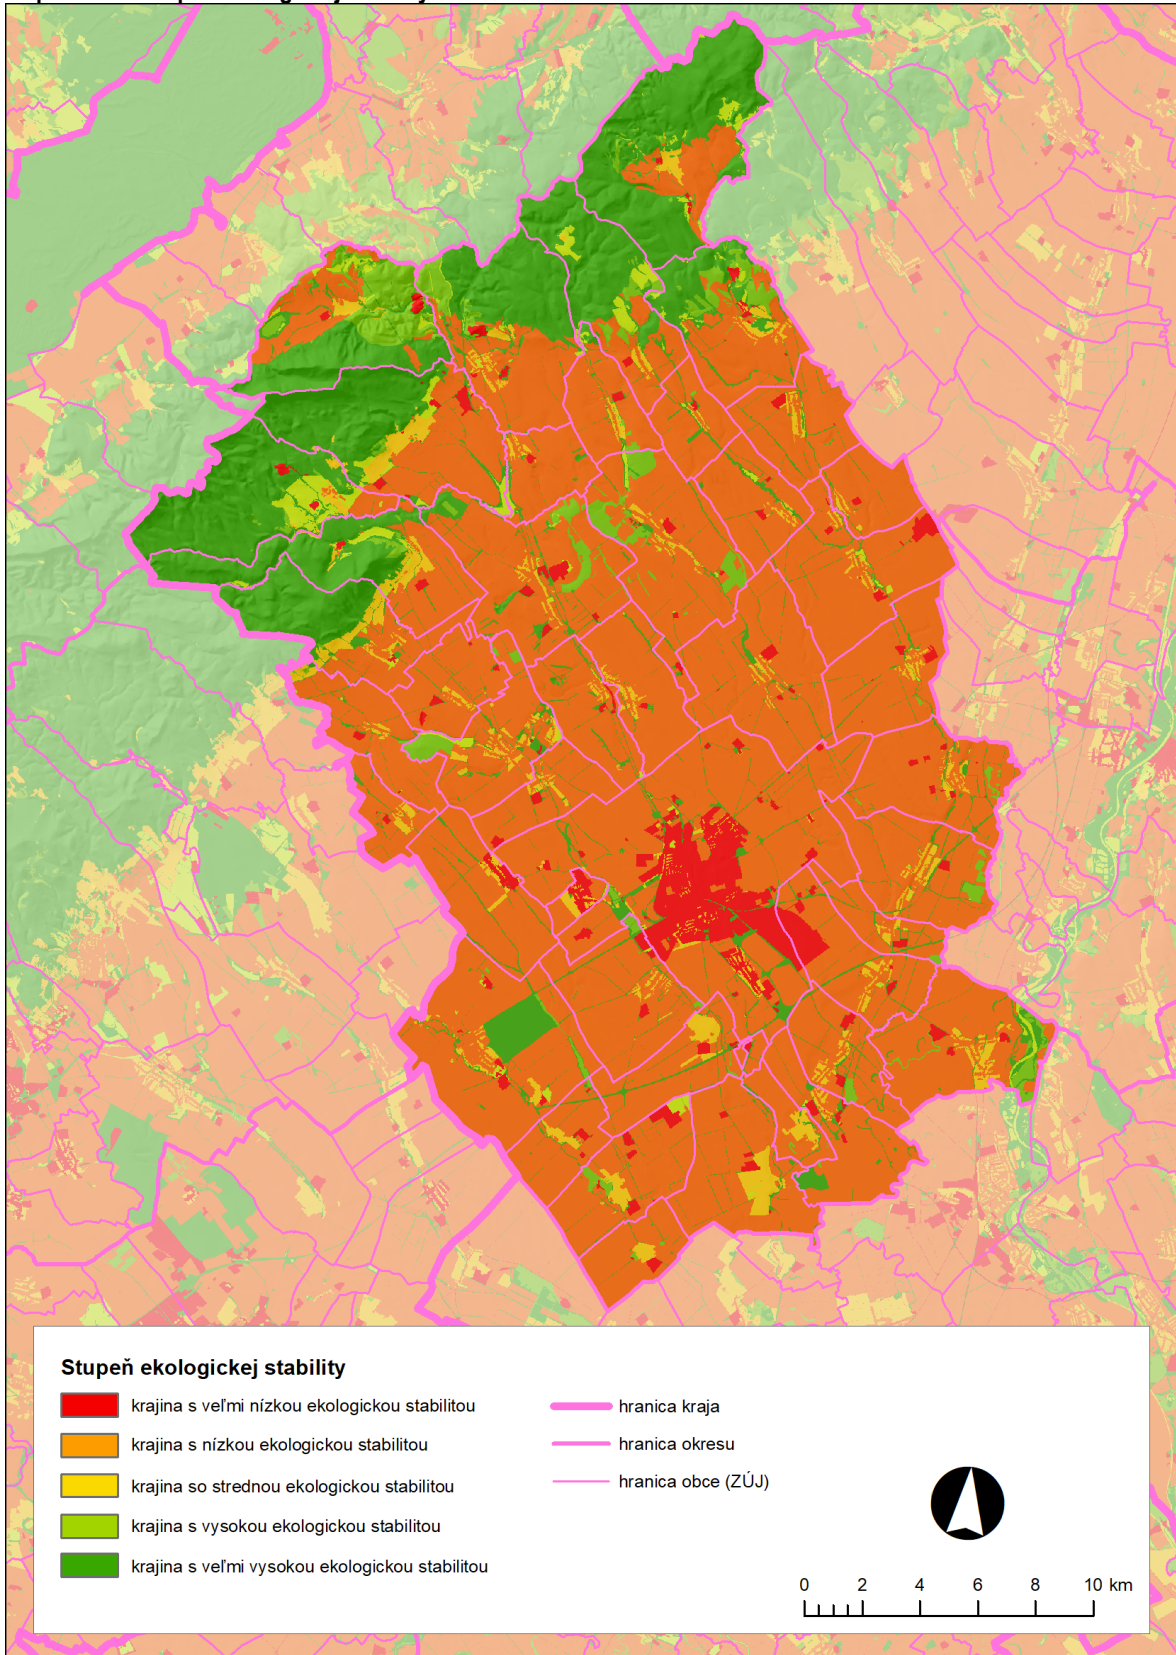 Stupeň ekologickej stability
krajina s veľmi nízkou ekologickou stabilitou
krajina s nízkou ekologickou stabilitou
krajina so strednou ekologickou stabilitou
krajina s vysokou ekologickou stabilitou
krajina s veľmi vysokou ekologickou stabilitou
hranica kraja
hranica okresu
hranica obce (ZÚJ)
0 2 4 6 8 10 km